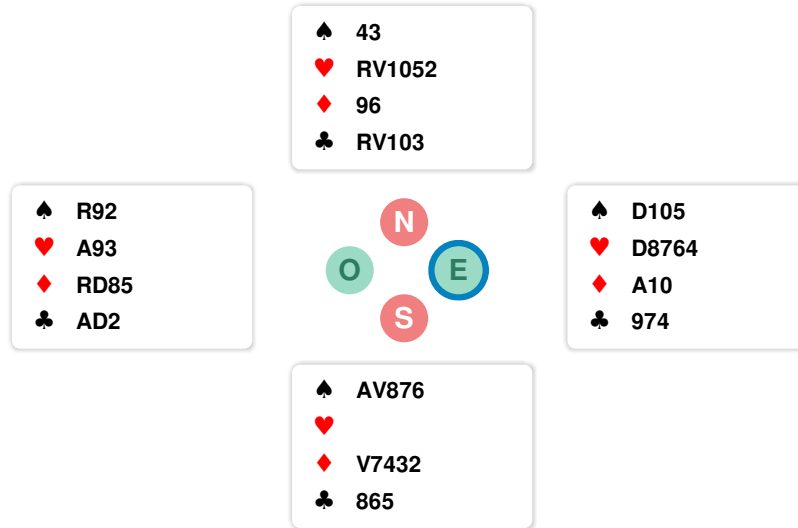 ♠ 43
♥ RV1052
♦ 96
♣ RV103
♠ R92
♥ A93
♦ RD85
♣ AD2
N
O E
S
♠ D105
♥ D8764
♦ A10
♣ 974
♠ AV876
♥
♦ V7432
♣ 865